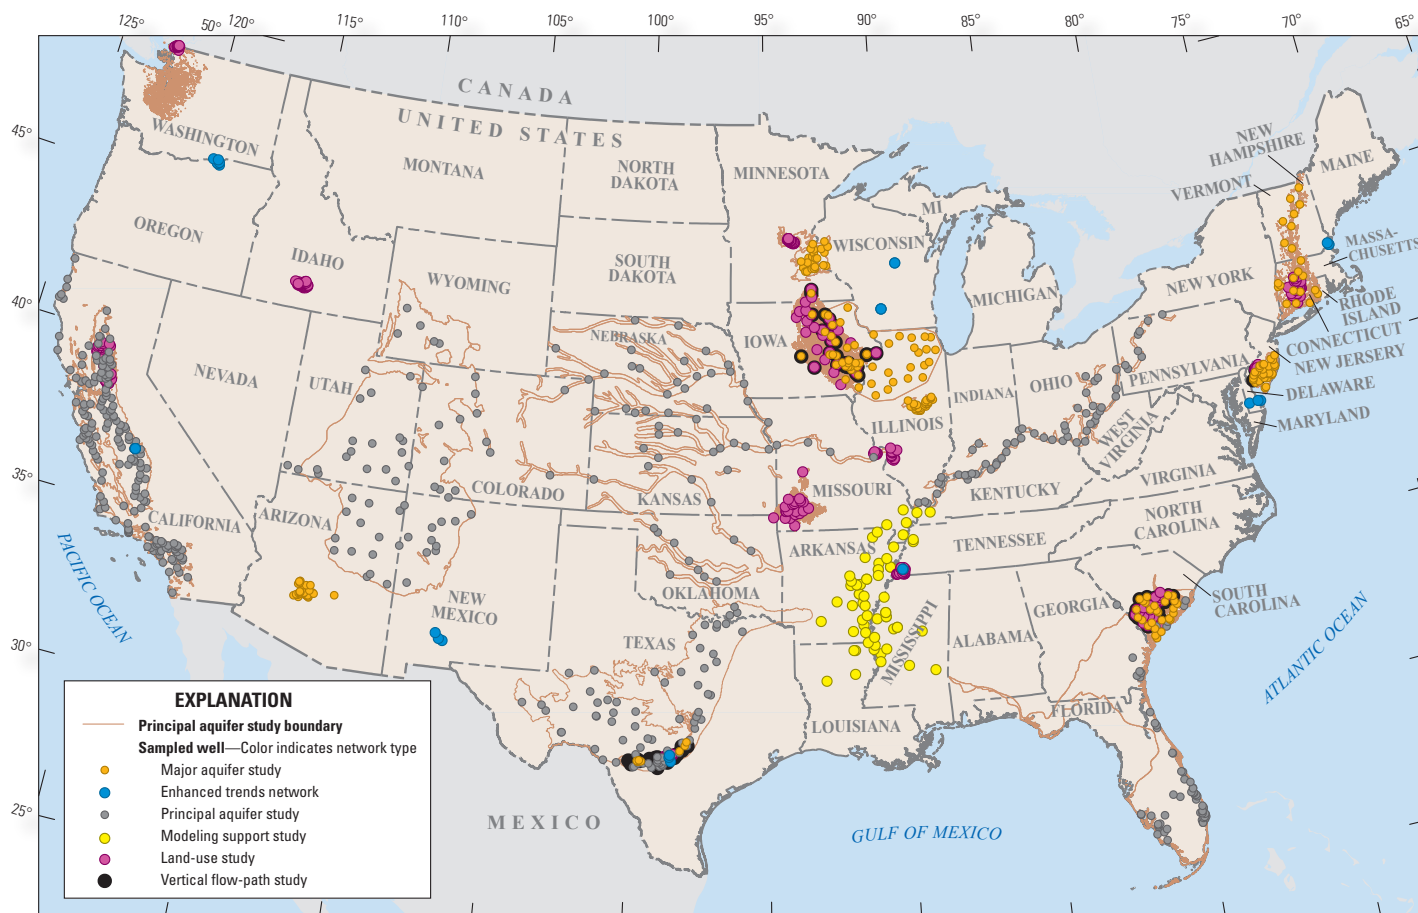 125°
50°
120°
115°
110°
105°
100°
95°
90°
85°
80°
75°
70°
65°
45°
40°
35°
30°
25°
CANADA
UNITED STATES
WASHINGTON
OREGON
IDAHO
MONTANA
NORTH
DAKOTA
SOUTH
DAKOTA
MINNESOTA
WISCONSIN
MI
MICHIGAN
WYOMING
NEBRASKA
IOWA
NEVADA
UTAH
COLORADO
KANSAS
MISSOURI
ILLINOIS
INDIANA
OHIO
PENNSYLVANIA
NEW YORK
VERMONT
NEW
HAMPSHIRE
MAINE
MASSA-
CHUSETTS
RHODE
ISLAND
CONNECTICUT
NEW JERSERY
DELAWARE
MARYLAND
WEST
VIRGINIA
VIRGINIA
KENTUCKY
TENNESSEE
NORTH
CAROLINA
SOUTH
CAROLINA
GEORGIA
ALABAMA
MISSISSIPPI
ARKANSAS
LOUISIANA
FLORIDA
OKLAHOMA
TEXAS
NEW
MEXICO
ARIZONA
CALIFORNIA
MEXICO
PACIFIC OCEAN
GULF OF MEXICO
ATLANTIC OCEAN
EXPLANATION
Principal aquifer study boundary
Sampled well—Color indicates network type
Major aquifer study
Enhanced trends network
Principal aquifer study
Modeling support study
Land-use study
Vertical flow-path study